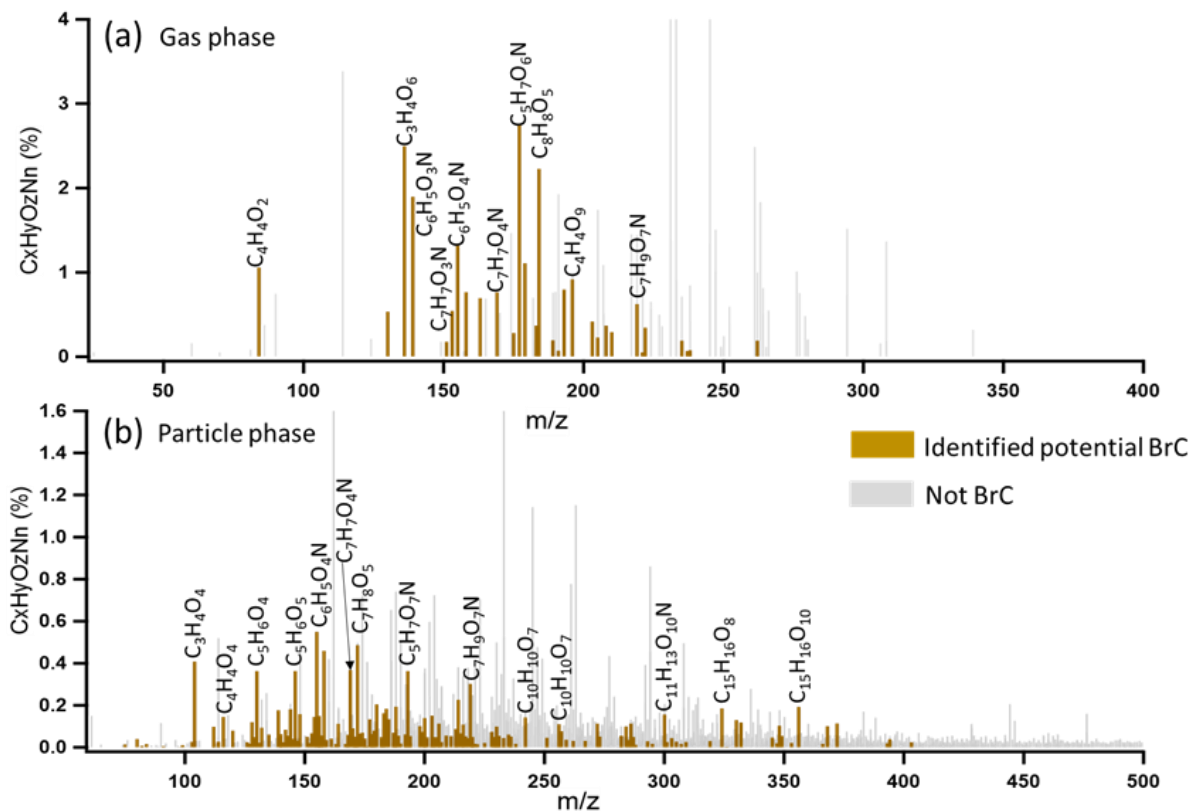 (a) Gas phase
CxHyOzNn (%)
4
3
2
1
0
C₄H₄O₂
C₃H₄O₆
C₆H₅O₃N
C₇H₇O₃N
C₆H₅O₄N
C₇H₇O₄N
C₅H₇O₆N
C₈H₈O₅
C₄H₄O₉
C₇H₉O₇N
50 100 150 200 250 300 350 400
m/z
(b) Particle phase
CxHyOzNn (%)
1.6
1.4
1.2
1.0
0.8
0.6
0.4
0.2
0.0
Identified potential BrC
Not BrC
C₃H₄O₄
C₄H₄O₄
C₅H₆O₄
C₅H₆O₅
C₆H₅O₄N
C₇H₇O₄N
C₇H₈O₅
C₅H₇O₇N
C₇H₉O₇N
C₁₀H₁₀O₇
C₁₀H₁₀O₇
C₁₁H₁₃O₁₀N
C₁₅H₁₆O₈
C₁₅H₁₆O₁₀
100 150 200 250 300 350 400 450 500
m/z